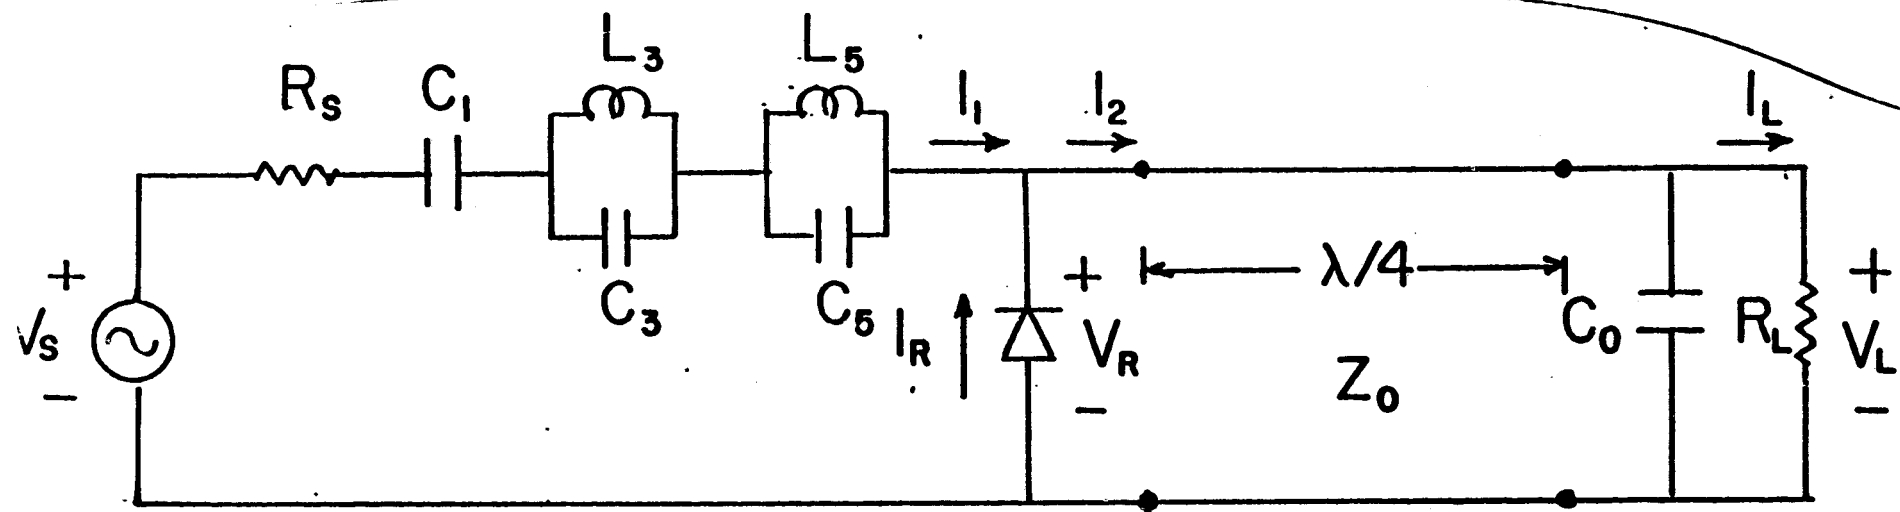 L3
L5
RS
C1
I1
I2
IL
C3
C5
+
VS
-
IR
+
VR
-
λ/4
Z0
C0
RL
+
VL
-